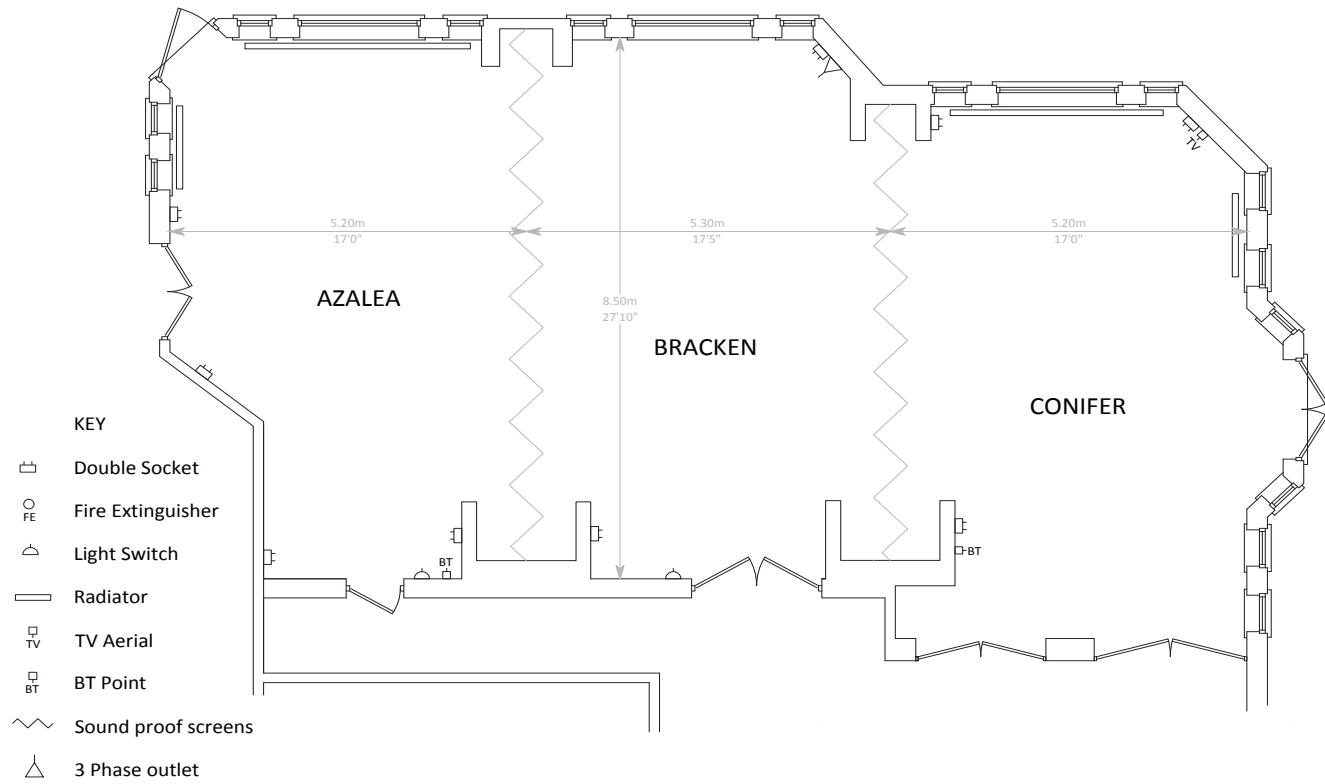 TV
5.20m
17'0"
5.30m
17'5"
5.20m
17'0"
AZALEA
8.50m
27'10"
BRACKEN
CONIFER
BT
BT
KEY
Double Socket
FE
Fire Extinguisher
Light Switch
Radiator
TV
TV Aerial
BT
BT Point
Sound proof screens
3 Phase outlet